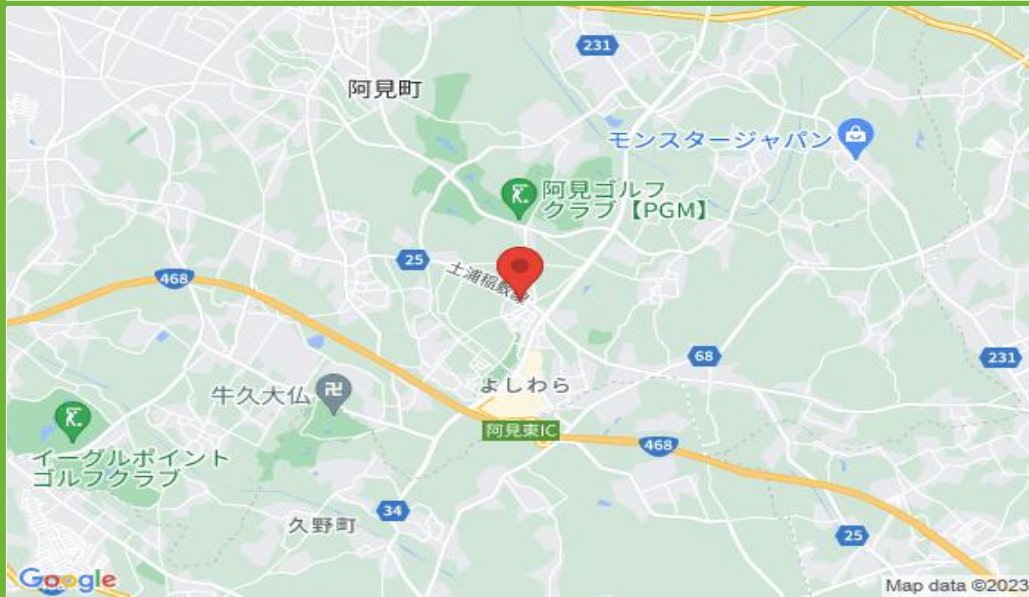 231
阿見町
モンスタージャパン
阿見ゴルフ
クラブ【PGM】
25
土浦稲敷線
468
231
68
よしわら
牛久大仏
阿見東IC
468
イーグルポイント
ゴルフクラブ
34
久野町
25
Google
Map data ©2023